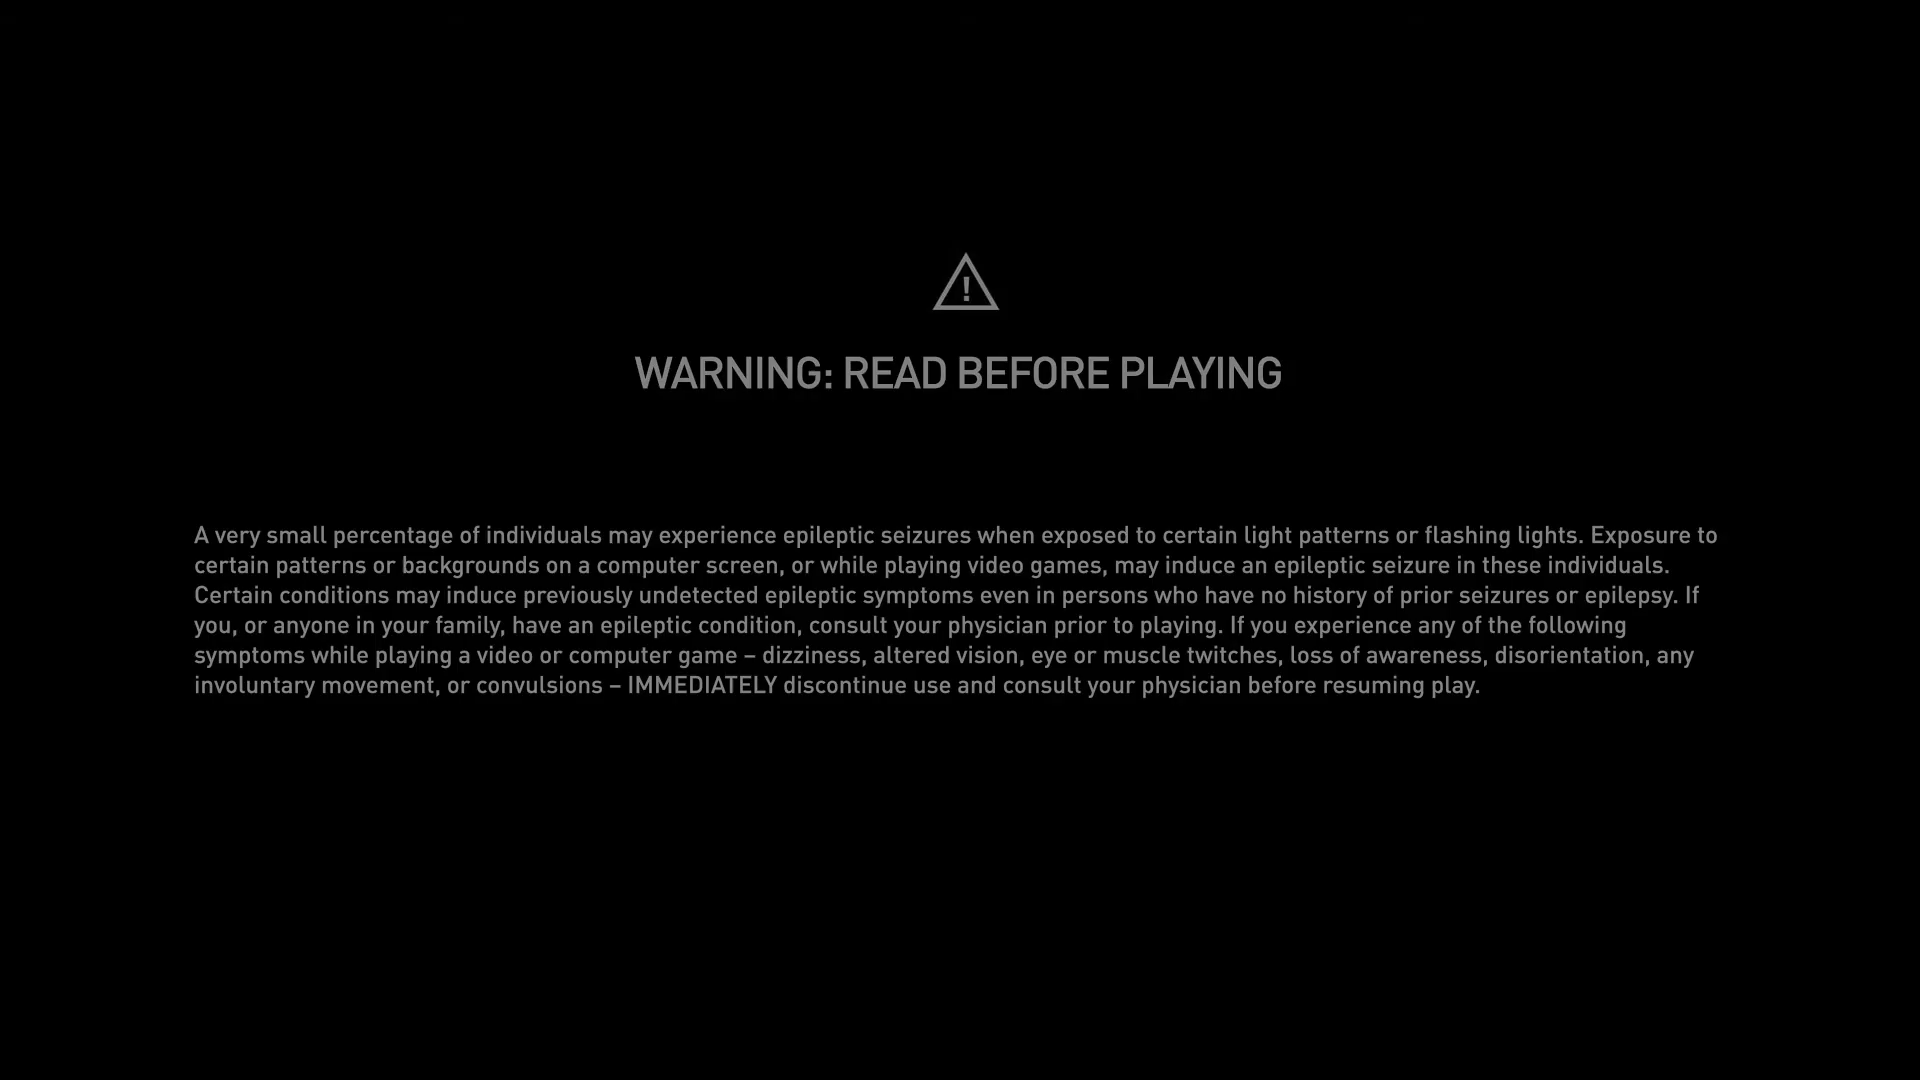 !
WARNING: READ BEFORE PLAYING
A very small percentage of individuals may experience epileptic seizures when exposed to certain light patterns or flashing lights. Exposure to
certain patterns or backgrounds on a computer screen, or while playing video games, may induce an epileptic seizure in these individuals.
Certain conditions may induce previously undetected epileptic symptoms even in persons who have no history of prior seizures or epilepsy. If
you, or anyone in your family, have an epileptic condition, consult your physician prior to playing. If you experience any of the following
symptoms while playing a video or computer game – dizziness, altered vision, eye or muscle twitches, loss of awareness, disorientation, any
involuntary movement, or convulsions – IMMEDIATELY discontinue use and consult your physician before resuming play.